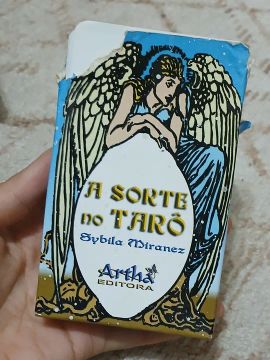 A SORTE
no TARÔ
Sybila Miranez
Artha
EDITORA